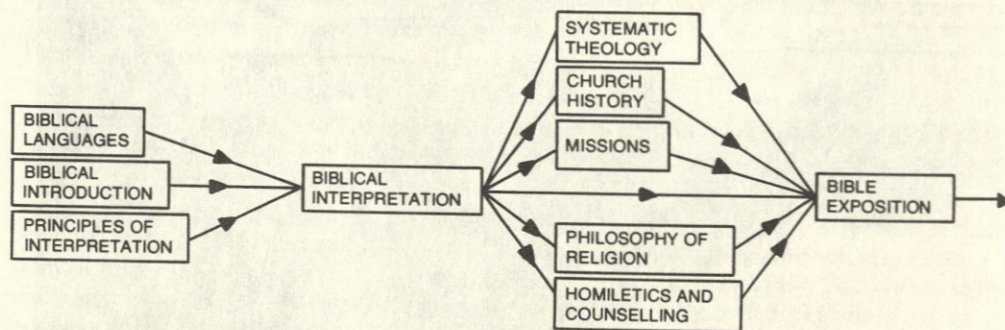 BIBLICAL
LANGUAGES
BIBLICAL
INTRODUCTION
PRINCIPLES OF
INTERPRETATION
BIBLICAL
INTERPRETATION
SYSTEMATIC
THEOLOGY
CHURCH
HISTORY
MISSIONS
PHILOSOPHY OF
RELIGION
HOMILETICS AND
COUNSELLING
BIBLE
EXPOSITION